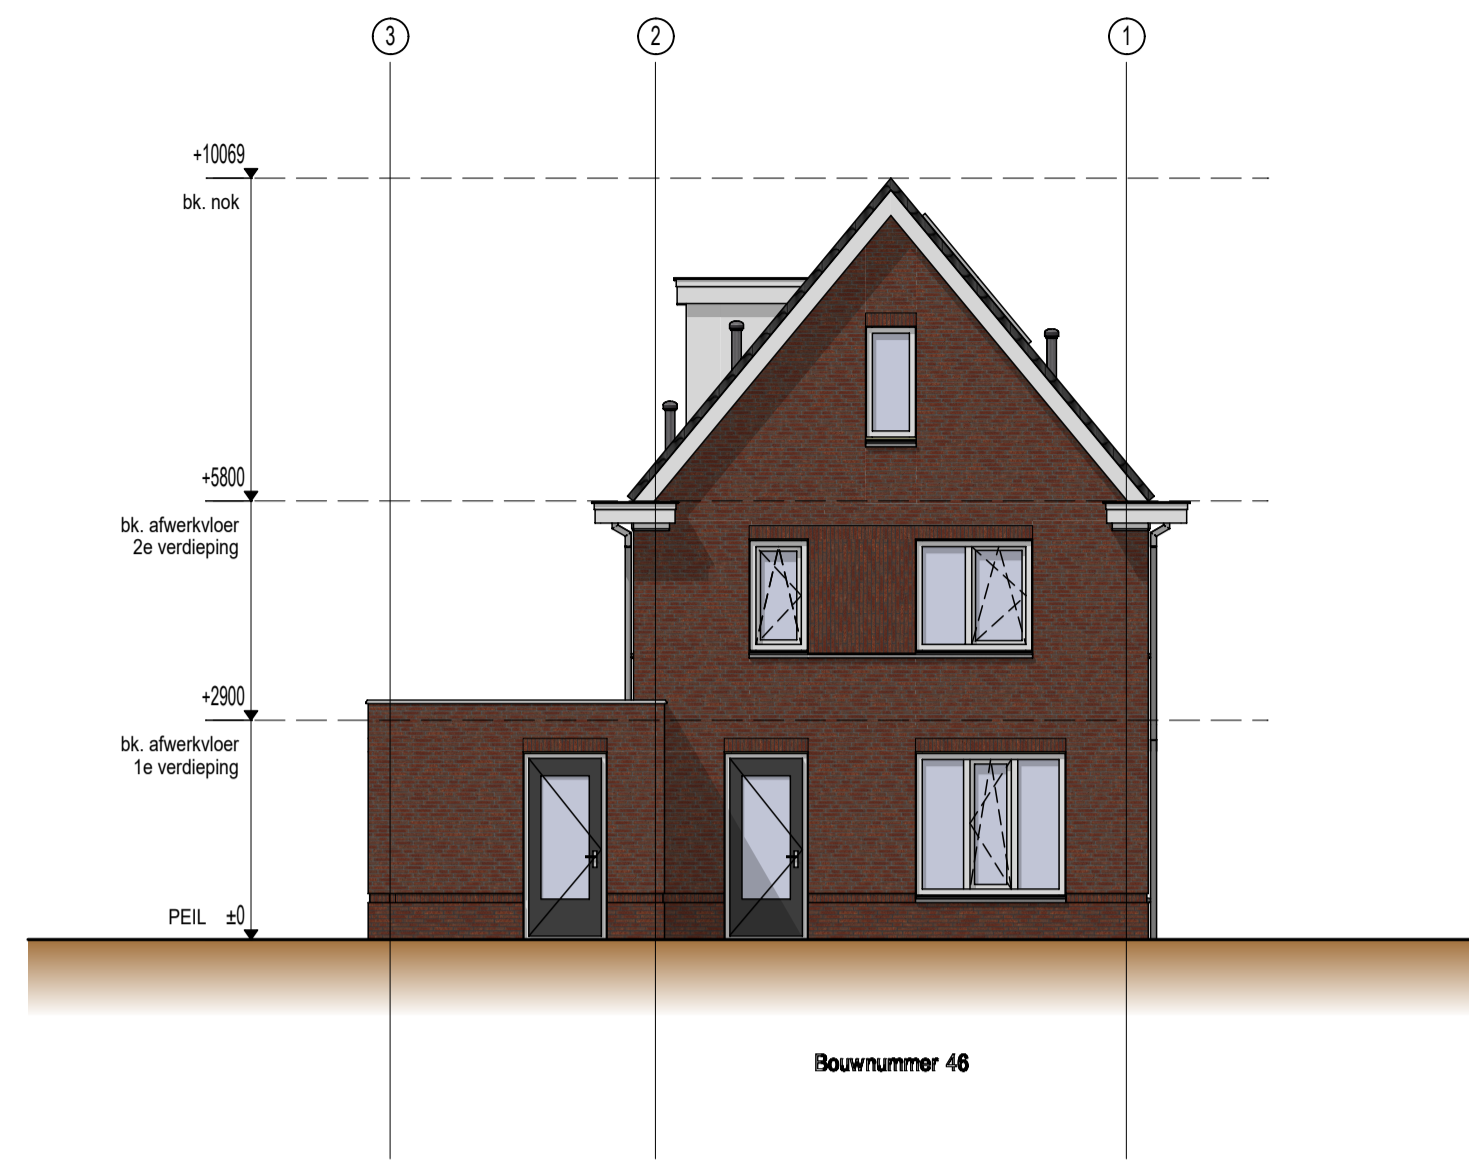 3 2 1
+10069
bk. nok
+5800
bk. afwerkvloer
2e verdieping
+2900
bk. afwerkvloer
1e verdieping
PEIL ±0
Bouwnummer 46